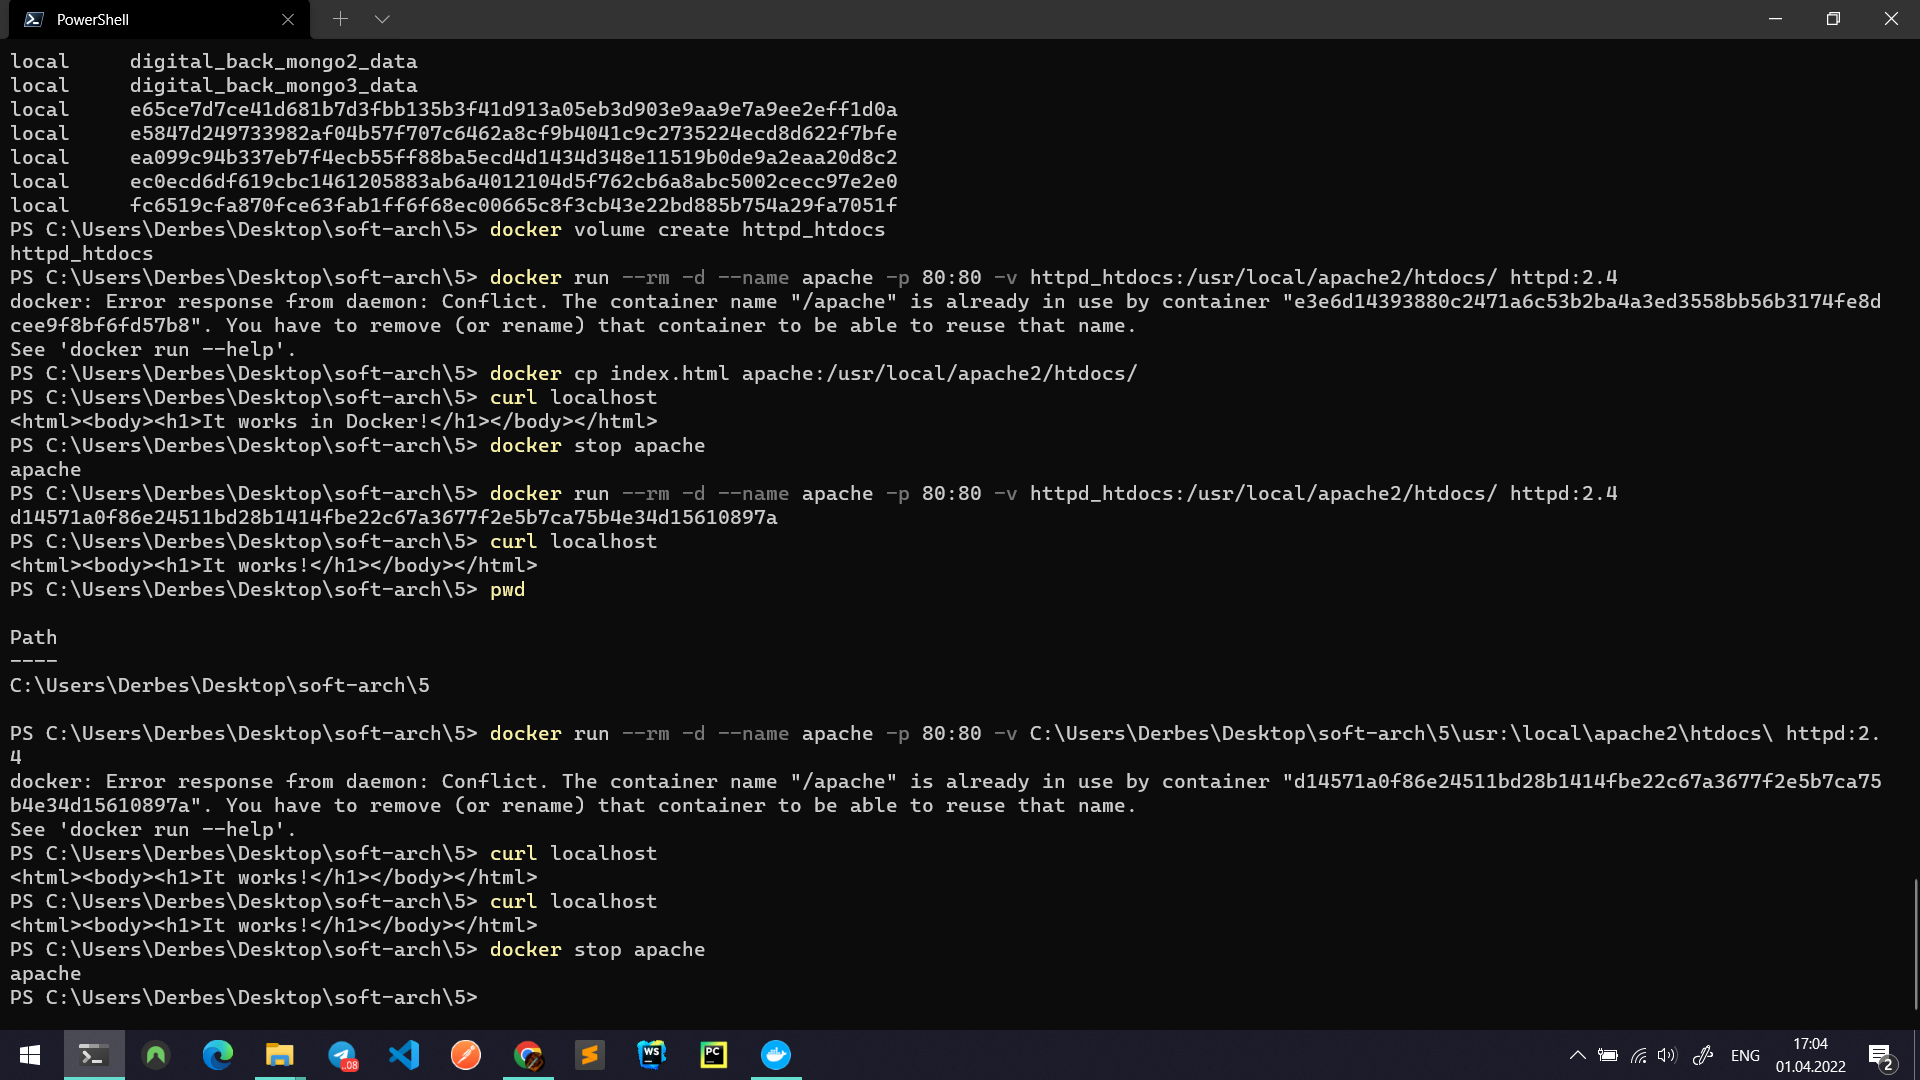 PowerShell
local     digital_back_mongo2_data
local     digital_back_mongo3_data
local     e65ce7d7ce41d681b7d3fbb135b3f41d913a05eb3d903e9aa9e7a9ee2eff1d0a
local     e5847d249733982af04b57f707c6462a8cf9b4041c9c2735224ecd8d622f7bfe
local     ea099c94b337eb7f4ecb55ff88ba5ecd4d1434d348e11519b0de9a2eaa20d8c2
local     ec0ecd6df619cbc1461205883ab6a4012104d5f762cb6a8abc5002cecc97e2e0
local     fc6519cfa870fce63fab1ff6f68ec00665c8f3cb43e22bd885b754a29fa7051f
PS C:\Users\Derbes\Desktop\soft-arch\5> docker volume create httpd_htdocs
httpd_htdocs
PS C:\Users\Derbes\Desktop\soft-arch\5> docker run --rm -d --name apache -p 80:80 -v httpd_htdocs:/usr/local/apache2/htdocs/ httpd:2.4
docker: Error response from daemon: Conflict. The container name "/apache" is already in use by container "e3e6d14393880c2471a6c53b2ba4a3ed3558bb56b3174fe8d
cee9f8bf6fd57b8". You have to remove (or rename) that container to be able to reuse that name.
See 'docker run --help'.
PS C:\Users\Derbes\Desktop\soft-arch\5> docker cp index.html apache:/usr/local/apache2/htdocs/
PS C:\Users\Derbes\Desktop\soft-arch\5> curl localhost
<html><body><h1>It works in Docker!</h1></body></html>
PS C:\Users\Derbes\Desktop\soft-arch\5> docker stop apache
apache
PS C:\Users\Derbes\Desktop\soft-arch\5> docker run --rm -d --name apache -p 80:80 -v httpd_htdocs:/usr/local/apache2/htdocs/ httpd:2.4
d14571a0f86e24511bd28b1414fbe22c67a3677f2e5b7ca75b4e34d15610897a
PS C:\Users\Derbes\Desktop\soft-arch\5> curl localhost
<html><body><h1>It works!</h1></body></html>
PS C:\Users\Derbes\Desktop\soft-arch\5> pwd
Path
----
C:\Users\Derbes\Desktop\soft-arch\5
PS C:\Users\Derbes\Desktop\soft-arch\5> docker run --rm -d --name apache -p 80:80 -v C:\Users\Derbes\Desktop\soft-arch\5\usr:\local\apache2\htdocs\ httpd:2.
4
docker: Error response from daemon: Conflict. The container name "/apache" is already in use by container "d14571a0f86e24511bd28b1414fbe22c67a3677f2e5b7ca75
b4e34d15610897a". You have to remove (or rename) that container to be able to reuse that name.
See 'docker run --help'.
PS C:\Users\Derbes\Desktop\soft-arch\5> curl localhost
<html><body><h1>It works!</h1></body></html>
PS C:\Users\Derbes\Desktop\soft-arch\5> curl localhost
<html><body><h1>It works!</h1></body></html>
PS C:\Users\Derbes\Desktop\soft-arch\5> docker stop apache
apache
PS C:\Users\Derbes\Desktop\soft-arch\5>
..08
WS
PC
ENG
17:04
01.04.2022
2